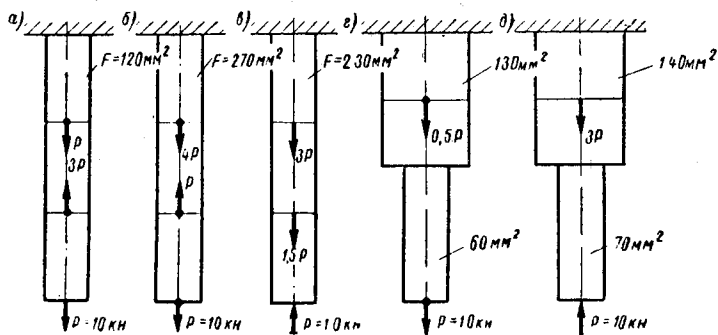 а) б) в) г) д)
F=120мм²
F=270мм²
F=230мм²
130мм²
140мм²
P
3P
4P
P
3P
1,5P
0,5P
3P
60мм²
70мм²
P=10кн
P=10кн
P=10кн
P=10кн
P=10кн